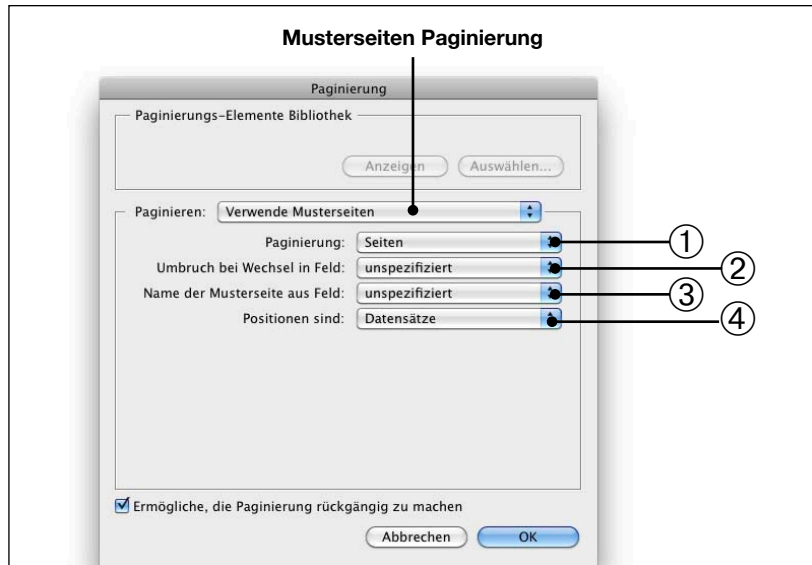 Musterseiten Paginierung
Paginierung
Paginierungs-Elemente Bibliothek
Anzeigen Auswählen...
Paginieren: Verwende Musterseiten
Paginierung: Seiten ①
Umbruch bei Wechsel in Feld: unspezifiziert ②
Name der Musterseite aus Feld: unspezifiziert ③
Positionen sind: Datensätze ④
Ermögliche, die Paginierung rückgängig zu machen
Abbrechen OK